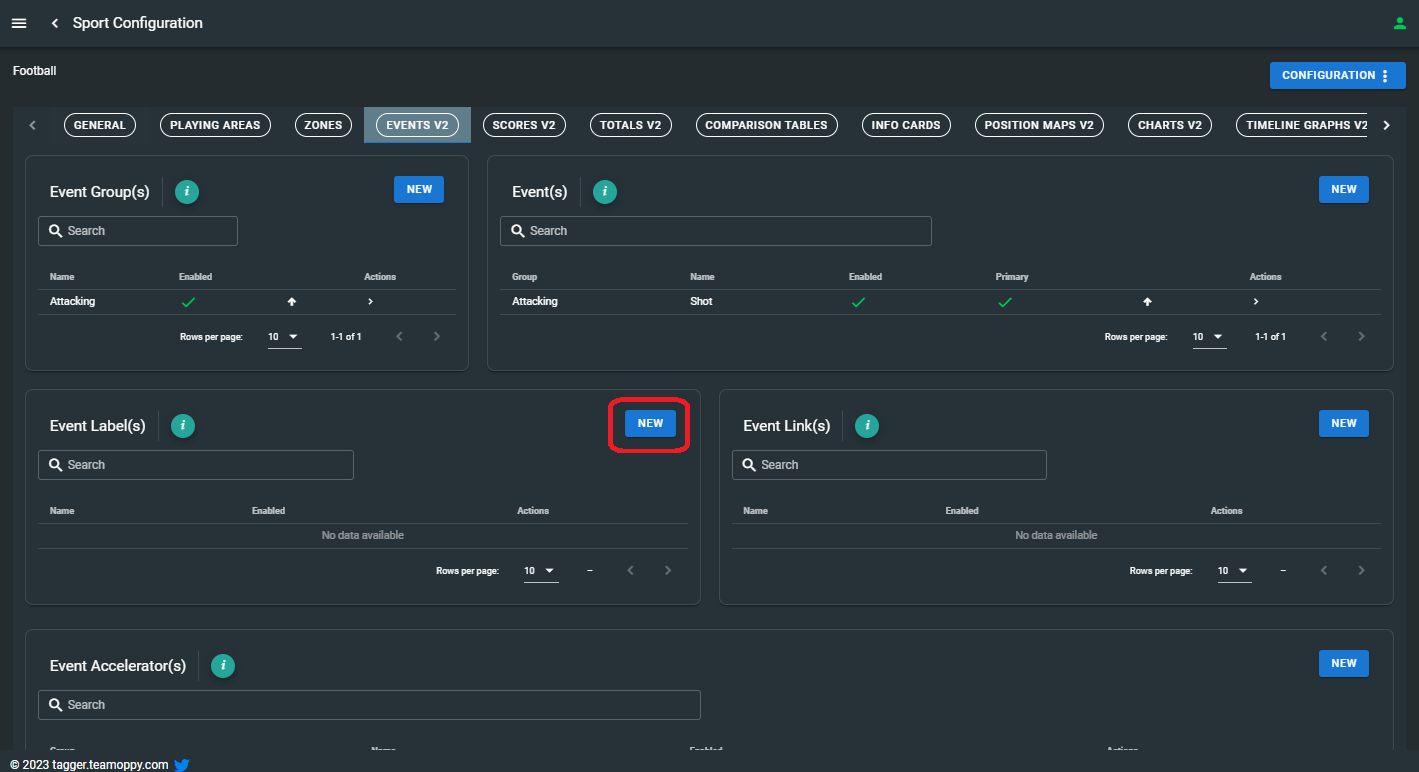 Sport Configuration
Football
CONFIGURATION
GENERAL PLAYING AREAS ZONES EVENTS V2 SCORES V2 TOTALS V2 COMPARISON TABLES INFO CARDS POSITION MAPS V2 CHARTS V2 TIMELINE GRAPHS V2
Event Group(s) i NEW
Search
Name Enabled Actions
Attacking
Rows per page: 10 1-1 of 1
Event(s) i NEW
Search
Group Name Enabled Primary Actions
Attacking Shot
Rows per page: 10 1-1 of 1
Event Label(s) i NEW
Search
Name Enabled Actions
No data available
Rows per page: 10 –
Event Link(s) i NEW
Search
Name Enabled Actions
No data available
Rows per page: 10 –
Event Accelerator(s) i NEW
Search
Group Name Enabled Actions
© 2023 tagger.teamoppy.com